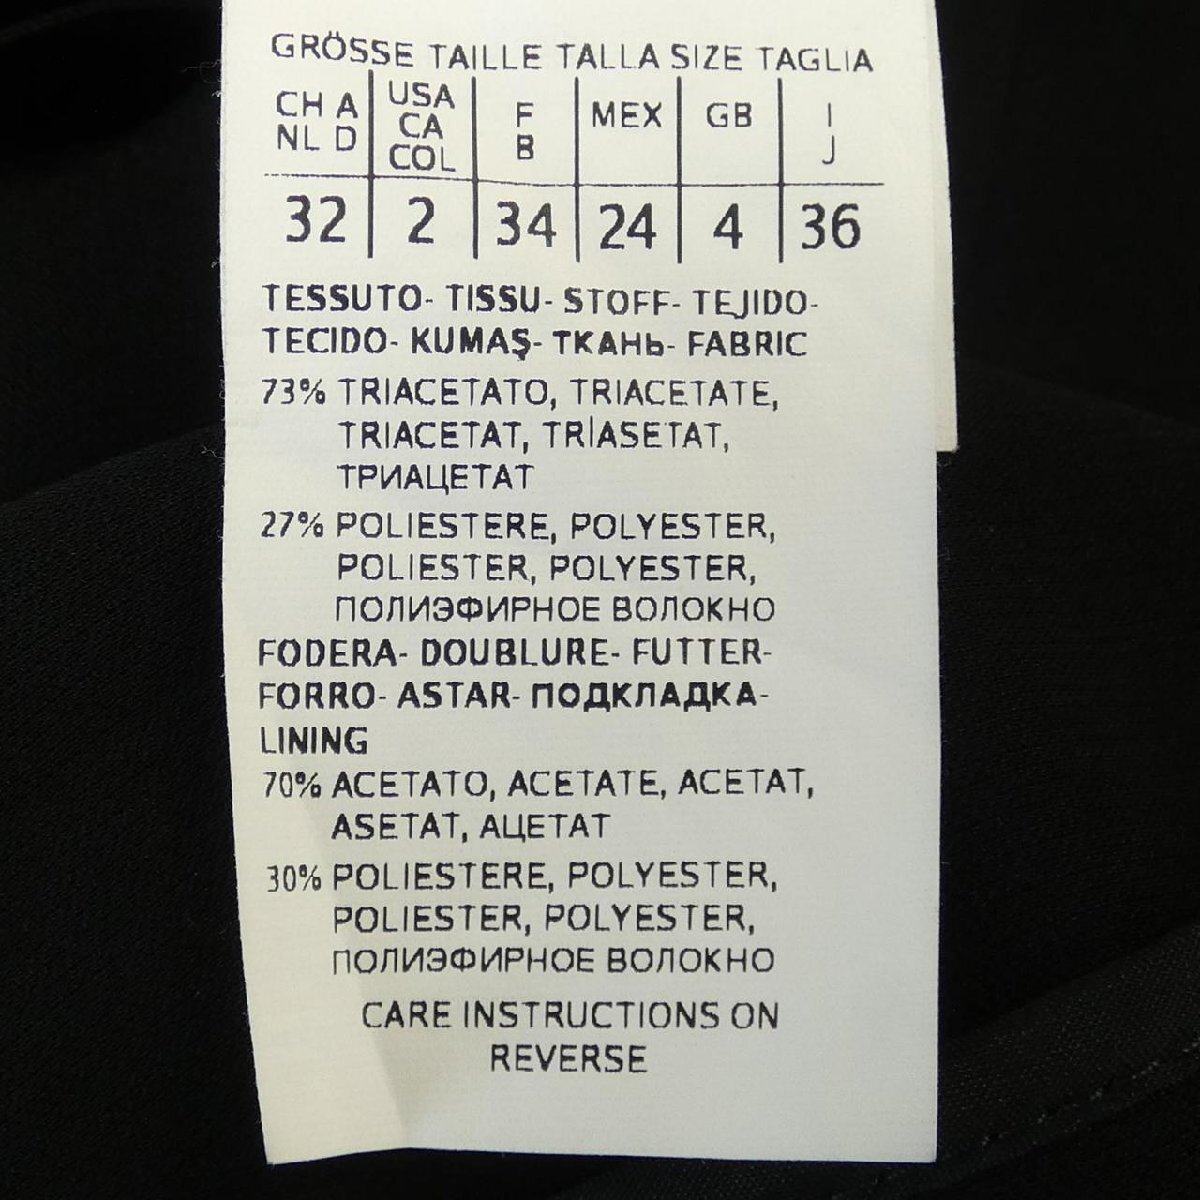 GRÖSSE TAILLE TALLA SIZE TAGLIA
CH A USA F MEX GB I
NL D CA B J
COL
32 2 34 24 4 36
TESSUTO- TISSU- STOFF- TEJIDO-
TECIDO- KUMAŞ- ТКАНЬ- FABRIC
73% TRIACETATO, TRIACETATE,
TRIACETAT, TRIASETAT,
ТРИАЦЕТАТ
27% POLIESTERE, POLYESTER,
POLIESTER, POLYESTER,
ПОЛИЭФИРНОЕ ВОЛОКНО
FODERA- DOUBLURE- FUTTER-
FORRO- ASTAR- ПОДКЛАДКА-
LINING
70% ACETATO, ACETATE, ACETAT,
ASETAT, АЦЕТАТ
30% POLIESTERE, POLYESTER,
POLIESTER, POLYESTER,
ПОЛИЭФИРНОЕ ВОЛОКНО
CARE INSTRUCTIONS ON
REVERSE